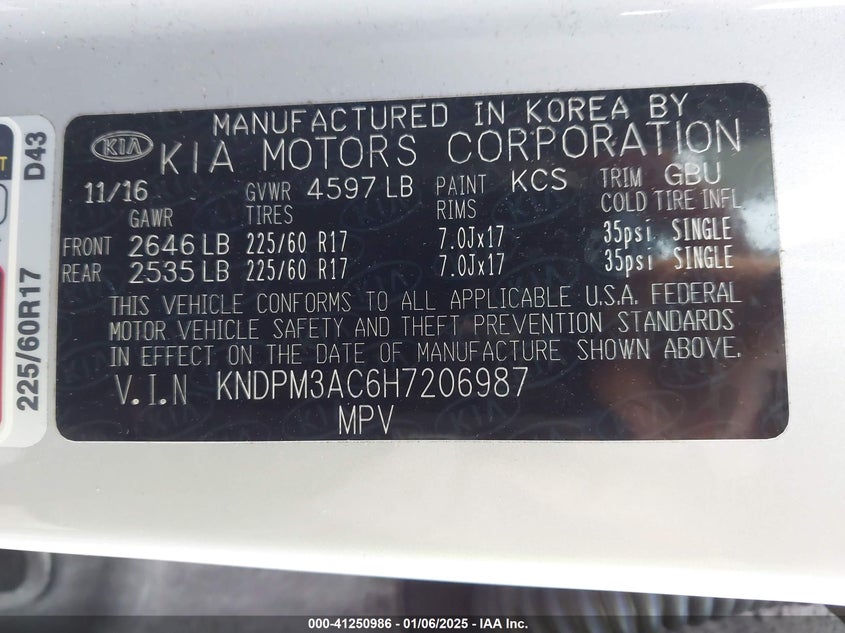 MANUFACTURED IN KOREA BY
KIA KIA MOTORS CORPORATION
11/16 GVWR 4597 LB PAINT KCS TRIM GBU
GAWR TIRES RIMS COLD TIRE INFL
FRONT 2646 LB 225/60 R17 7.0Jx17 35psi SINGLE
REAR 2535 LB 225/60 R17 7.0Jx17 35psi SINGLE
THIS VEHICLE CONFORMS TO ALL APPLICABLE U.S.A. FEDERAL
MOTOR VEHICLE SAFETY AND THEFT PREVENTION STANDARDS
IN EFFECT ON THE DATE OF MANUFACTURE SHOWN ABOVE.
V.I.N KNDPM3AC6H7206987
MPV
D43
225/60R17
000-41250986 - 01/06/2025 - IAA Inc.